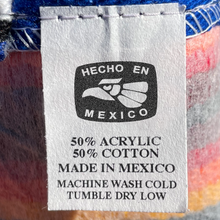 HECHO EN
MEXICO
50% ACRYLIC
50% COTTON
MADE IN MEXICO
MACHINE WASH COLD
TUMBLE DRY LOW